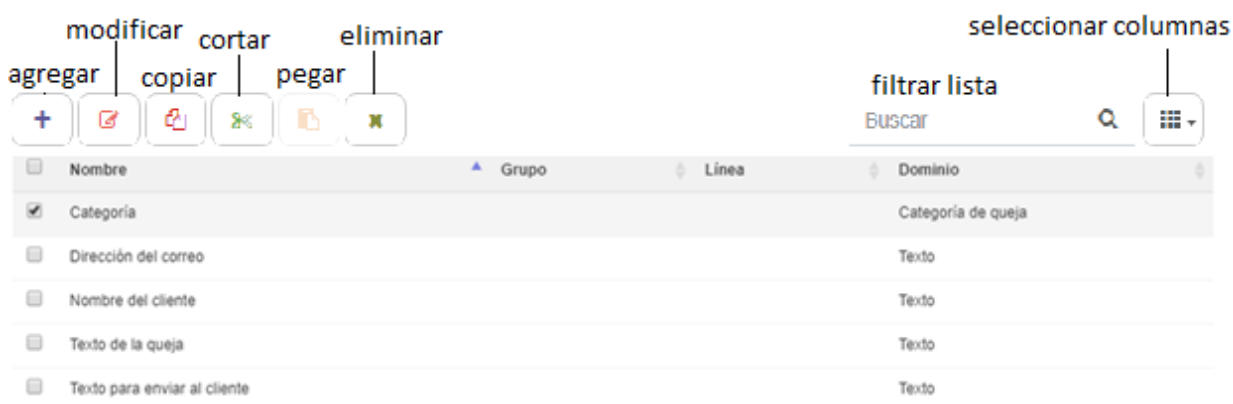 modificar cortar eliminar seleccionar columnas
agregar copiar pegar filtrar lista
Buscar
Nombre Grupo Línea Dominio
Categoría Categoría de queja
Dirección del correo Texto
Nombre del cliente Texto
Texto de la queja Texto
Texto para enviar al cliente Texto